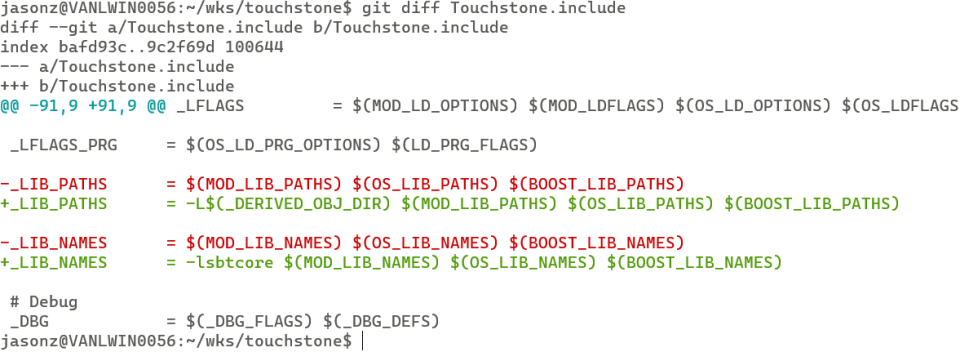 jasonz@VANLWIN0056:~/wks/touchstone$ git diff Touchstone.include
diff --git a/Touchstone.include b/Touchstone.include
index bafd93c..9c2f69d 100644
--- a/Touchstone.include
+++ b/Touchstone.include
@@ -91,9 +91,9 @@ _LFLAGS         = $(MOD_LD_OPTIONS) $(MOD_LDFLAGS) $(OS_LD_OPTIONS) $(OS_LDFLAGS
 _LFLAGS_PRG     = $(OS_LD_PRG_OPTIONS) $(LD_PRG_FLAGS)
-_LIB_PATHS      = $(MOD_LIB_PATHS) $(OS_LIB_PATHS) $(BOOST_LIB_PATHS)
+_LIB_PATHS      = -L$(_DERIVED_OBJ_DIR) $(MOD_LIB_PATHS) $(OS_LIB_PATHS) $(BOOST_LIB_PATHS)
-_LIB_NAMES      = $(MOD_LIB_NAMES) $(OS_LIB_NAMES) $(BOOST_LIB_NAMES)
+_LIB_NAMES      = -lsbtcore $(MOD_LIB_NAMES) $(OS_LIB_NAMES) $(BOOST_LIB_NAMES)
 # Debug
 _DBG            = $(_DBG_FLAGS) $(_DBG_DEFS)
jasonz@VANLWIN0056:~/wks/touchstone$